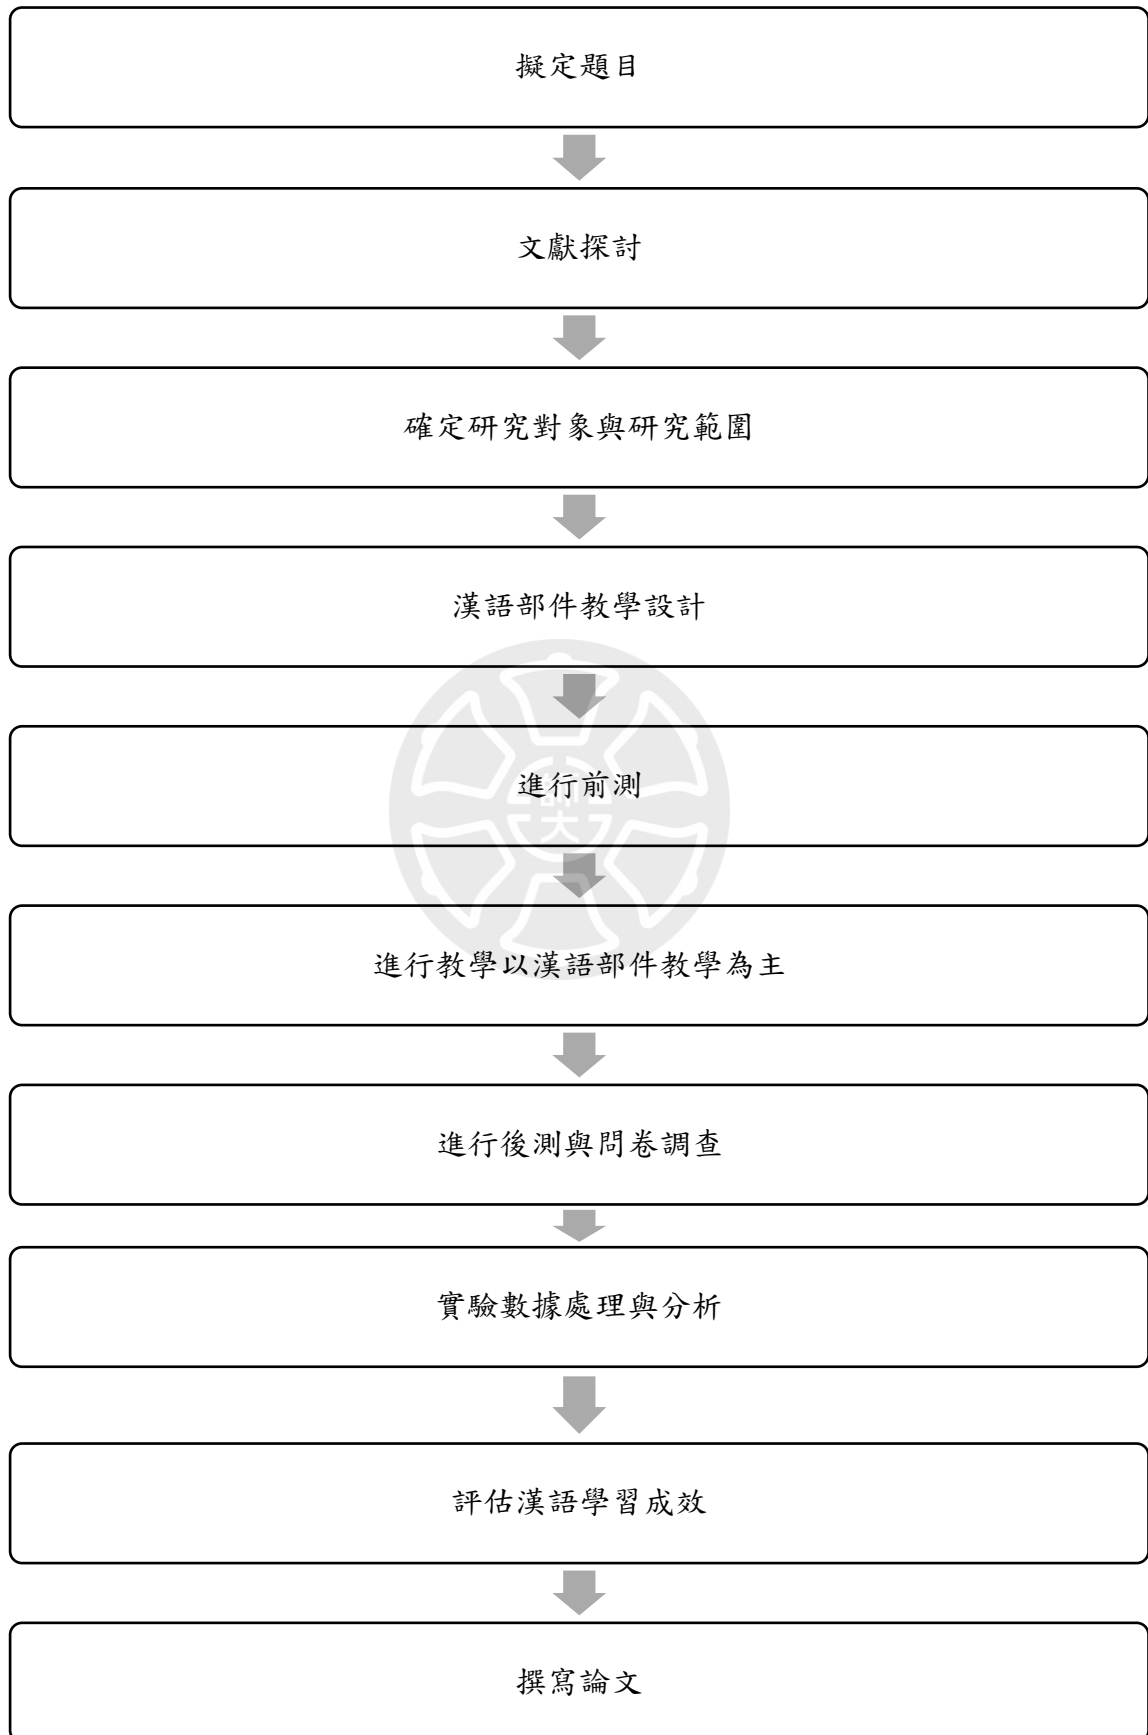 擬定題目
文獻探討
確定研究對象與研究範圍
漢語部件教學設計
進行前測
師大
進行教學以漢語部件教學為主
進行後測與問卷調查
實驗數據處理與分析
評估漢語學習成效
撰寫論文